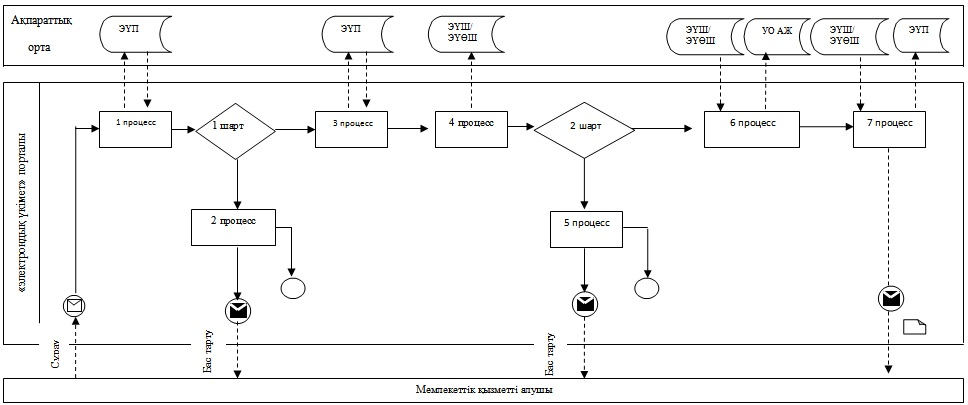 Ақпараттық
орта
ЭҮП
ЭҮП
ЭҮШ/
ЭҮӨШ
ЭҮШ/
ЭҮӨШ
УО АЖ
ЭҮШ/
ЭҮӨШ
ЭҮП
«электрондық үкімет» порталы
1 процесс
1 шарт
3 процесс
4 процесс
2 шарт
6 процесс
7 процесс
2 процесс
5 процесс
Сұрау
Бас тарту
Бас тарту
Мемлекеттік қызметті алушы